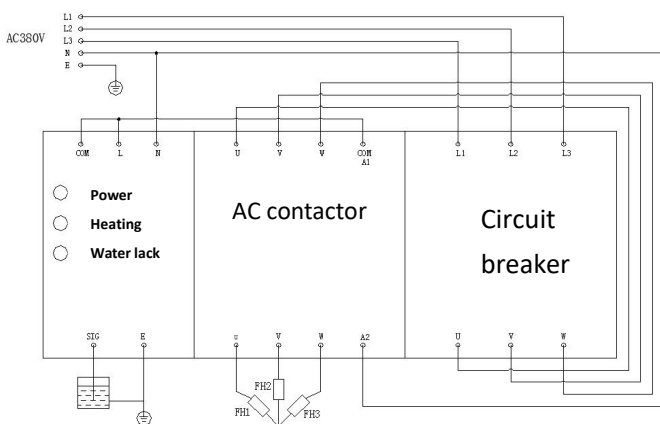 L1
L2
AC380V L3
N
E
COM L N U V W COM A1 L1 L2 L3
Power
Heating
Water lack
AC contactor
Circuit
breaker
SIG E u V W A2 U V W
FH2
FH1 FH3